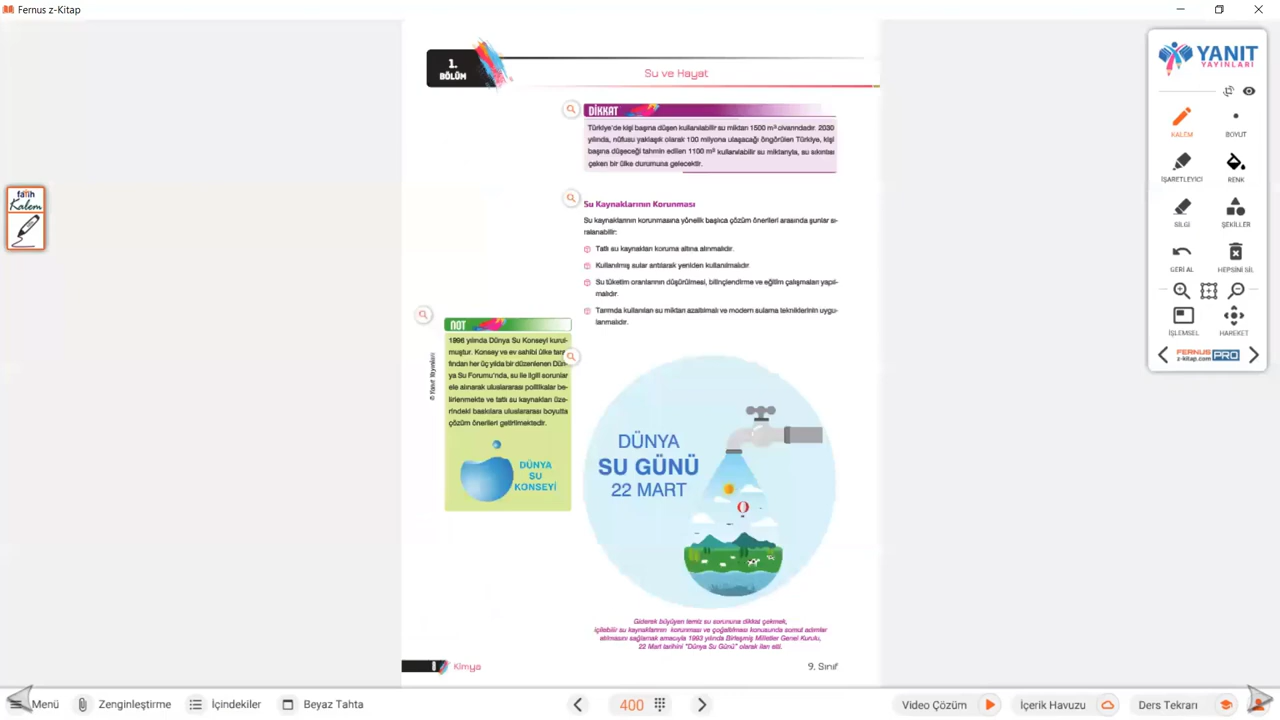 Fernus z-Kitap
1.
BÖLÜM
Su ve Hayat
DİKKAT
Türkiye'de kişi başına düşen kullanılabilir su miktarı 1500 m³ civarındadır. 2030
yılında, nüfusu yaklaşık olarak 100 milyona ulaşacağı öngörülen Türkiye, kişi
başına düşeceği tahmin edilen 1100 m³ kullanılabilir su miktarıyla, su sıkıntısı
çeken bir ülke durumuna gelecektir.
Su Kaynaklarının Korunması
Su kaynaklarının korunmasına yönelik başlıca çözüm önerileri arasında şunlar sı-
ralanabilir:
Tatlı su kaynakları koruma altına alınmalıdır.
Kullanılmış sular arıtılarak yeniden kullanılmalıdır.
Su tüketim oranlarının düşürülmesi, bilinçlendirme ve eğitim çalışmaları yapıl-
malıdır.
Tarımda kullanılan su miktarı azaltılmalı ve modern sulama tekniklerinin uygu-
lanmalıdır.
NOT
1996 yılında Dünya Su Konseyi kurul-
muştur. Konsey ve ev sahibi ülke tara-
fından her üç yılda bir düzenlenen Dün-
ya Su Forumu'nda, su ile ilgili sorunlar
ele alınarak uluslararası politikalar be-
lirlenmekte ve tatlı su kaynakları üze-
rindeki baskılara uluslararası boyutta
çözüm önerileri getirilmektedir.
DÜNYA
SU
KONSEYİ
© Yanıt Yayınları
DÜNYA
SU GÜNÜ
22 MART
Giderek büyüyen temiz su sorununa dikkat çekmek,
içilebilir su kaynaklarının korunması ve çoğaltılması konusunda somut adımlar
atılmasını sağlamak amacıyla 1993 yılında Birleşmiş Milletler Genel Kurulu,
22 Mart tarihini "Dünya Su Günü" olarak ilan etti.
Kimya
9. Sınıf
fatih
Kalem
YANIT
YAYINLARI
KALEM
BOYUT
İŞARETLEYİCİ
RENK
SİLGİ
ŞEKİLLER
GERİ AL
HEPSİNİ SİL
İŞLEMSEL
HAREKET
FERNUS PRO
z-kitap.com
Menü
Zenginleştirme
İçindekiler
Beyaz Tahta
400
Video Çözüm
İçerik Havuzu
Ders Tekrarı